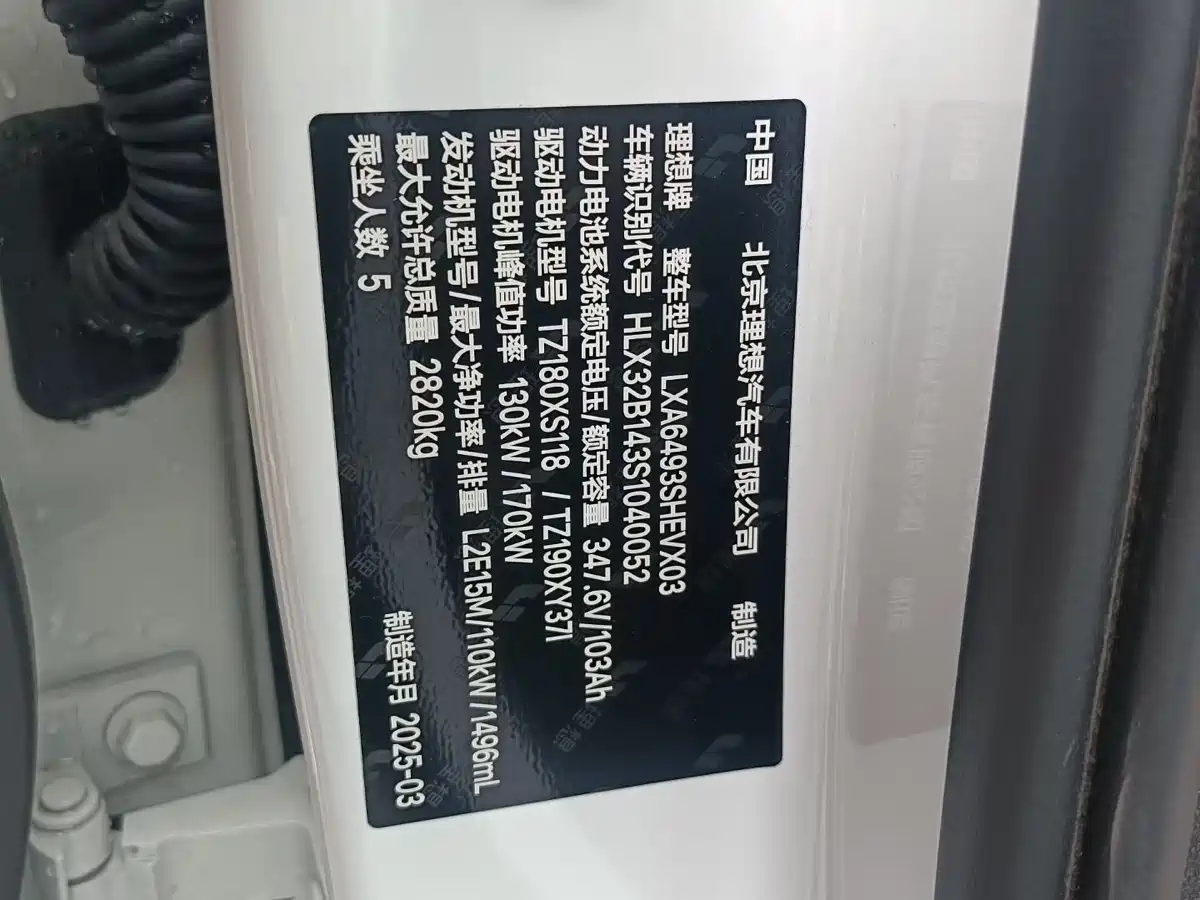 中国 北京理想汽车有限公司 制造
理想牌 整车型号 LXA6493SHEVX03
车辆识别代号 HLX32B143S1040052
动力电池系统额定电压/额定容量 347.6V/103Ah
驱动电机型号 TZ180XS118 /TZ190XY37I
驱动电机峰值功率 130kW/170kW
发动机型号/最大净功率/排量 L2E15M/110kW/1496mL
最大允许总质量 2820kg 制造年月 2025-03
乘坐人数 5